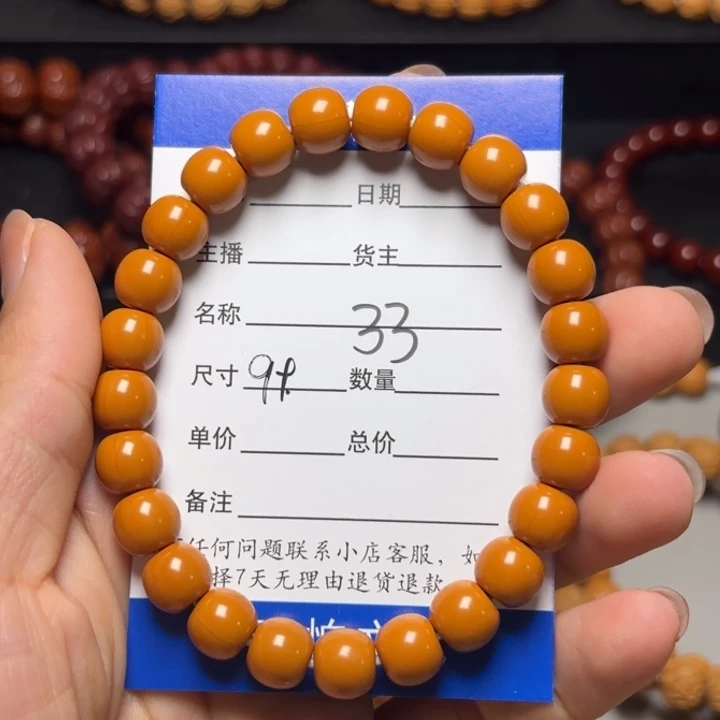 日期
主播 货主
名称 33
尺寸 91 数量
单价 总价
备注
任何问题联系小店客服，如
择7天无理由退货退款